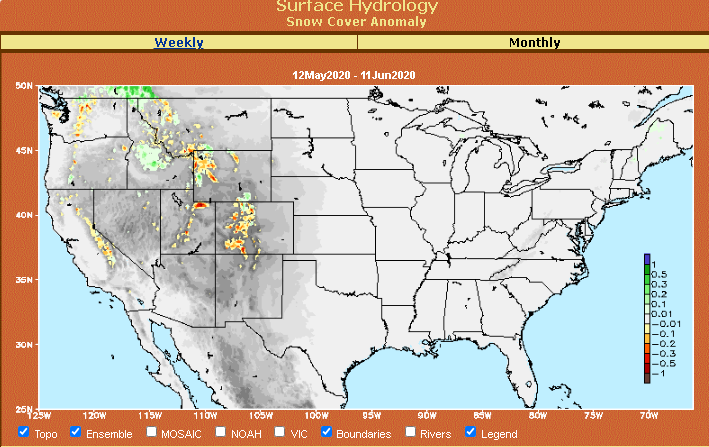 Surface Hydrology
Snow Cover Anomaly
Weekly Monthly
12May2020 - 11Jun2020
50N
45N
40N
35N
30N
25N
1
0.5
0.3
0.2
0.1
0.01
-0.01
-0.1
-0.2
-0.3
-0.5
-1
125W 120W 115W 110W 105W 100W 95W 90W 85W 80W 75W 70W
Topo Ensemble MOSAIC NOAH VIC Boundaries Rivers Legend